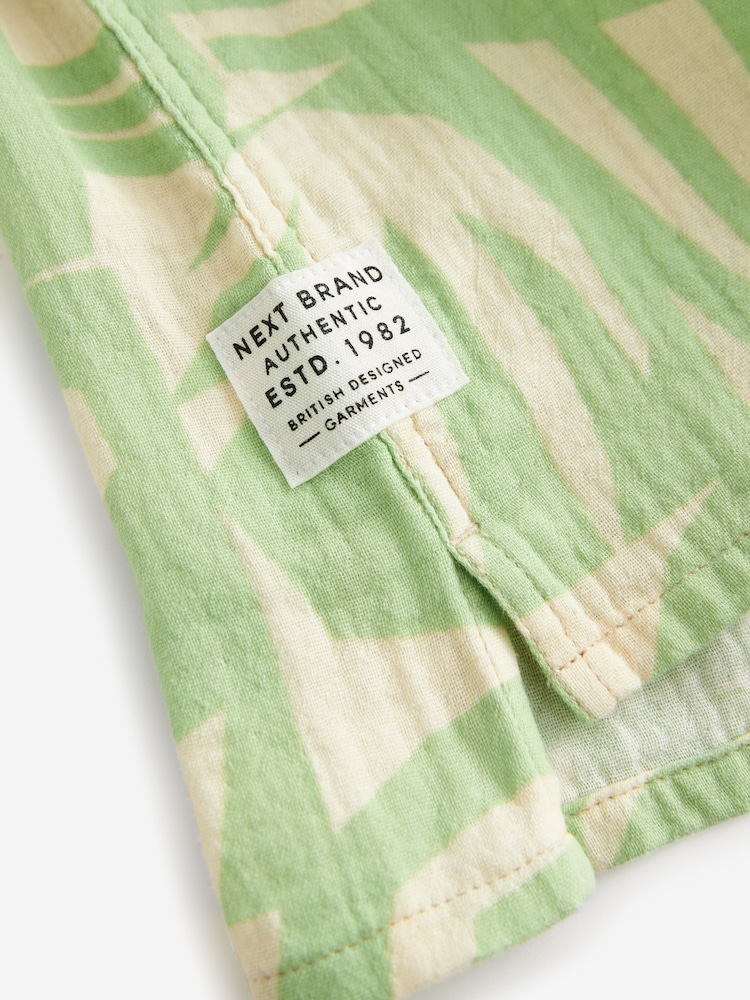 NEXT BRAND
AUTHENTIC
ESTD. 1982
BRITISH DESIGNED
— GARMENTS —